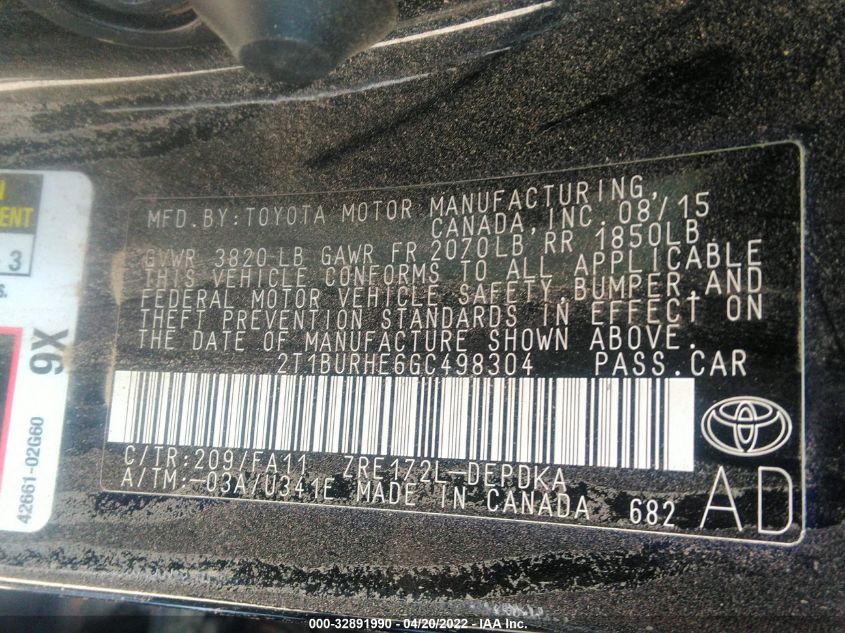 MFD.BY:TOYOTA MOTOR MANUFACTURING,
CANADA, INC. 08/15
GVWR 3820 LB GAWR FR 2070LB RR 1850LB
THIS VEHICLE CONFORMS TO ALL APPLICABLE
FEDERAL MOTOR VEHICLE SAFETY, BUMPER, AND
THEFT PREVENTION STANDARDS IN EFFECT ON
THE DATE OF MANUFACTURE SHOWN ABOVE.
2T1BURHE6GC498304 PASS.CAR
C/TR:209/FA11 ZRE172L-DEPDKA
A/TM:-03A/U341E MADE IN CANADA 682
AD
3
9X
42661-02G60
000-32891990 - 04/20/2022 - IAA Inc.